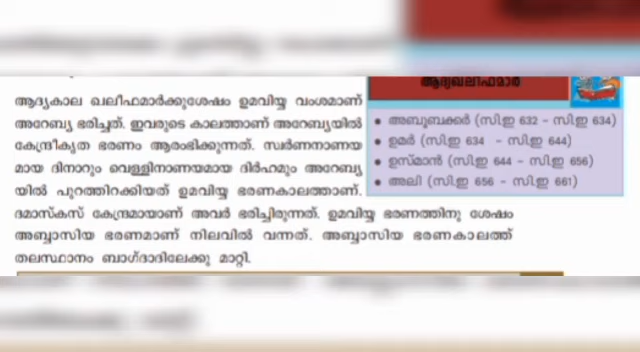 ആദ്യകാല ഖലീഫമാർക്കുശേഷം ഉമവിയ്യ വംശമാണ്
അറേബ്യ ഭരിച്ചത്. ഇവരുടെ കാലത്താണ് അറേബ്യയിൽ
കേന്ദ്രീകൃത ഭരണം ആരംഭിക്കുന്നത്. സ്വർണനാണയ
മായ ദിനാറും വെള്ളിനാണയമായ ദിർഹമും അറേബ്യ
യിൽ പുറത്തിറക്കിയത് ഉമവിയ്യ ഭരണകാലത്താണ്.
ദമാസ്കസ് കേന്ദ്രമായാണ് അവർ ഭരിച്ചിരുന്നത്. ഉമവിയ്യ ഭരണത്തിനു ശേഷം
അബ്ബാസിയ ഭരണമാണ് നിലവിൽ വന്നത്. അബ്ബാസിയ ഭരണകാലത്ത്
തലസ്ഥാനം ബാഗ്ദാദിലേക്കു മാറ്റി.
ആദ്യഖലീഫമാർ
• അബൂബക്കർ (സി.ഇ 632 - സി.ഇ 634)
• ഉമർ (സി.ഇ 634 - സി.ഇ 644)
• ഉസ്മാൻ (സി.ഇ 644 - സി.ഇ 656)
• അലി (സി.ഇ 656 - സി.ഇ 661)